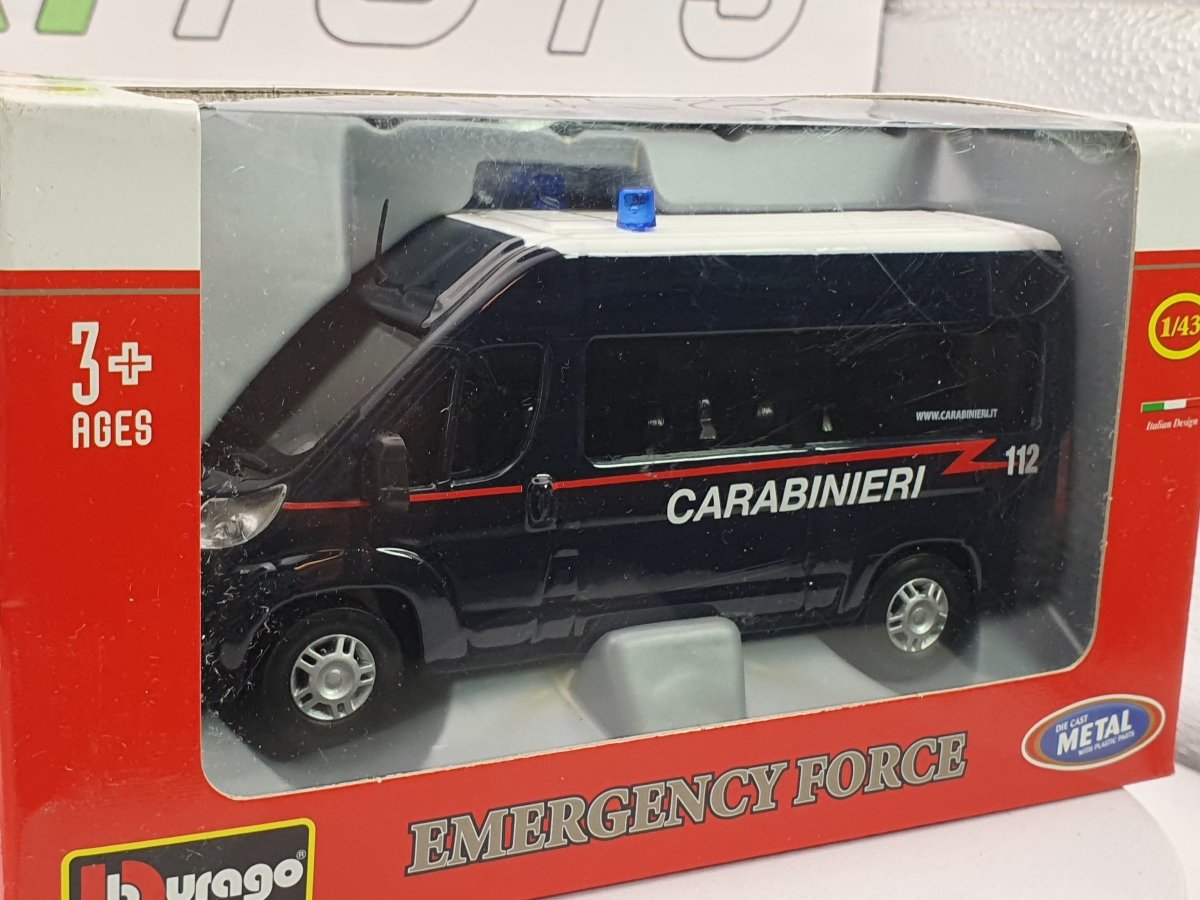 3+
AGES
1/43
Italian Design
WWW.CARABINIERI.IT
112
CARABINIERI
DIE CAST
METAL
WITH PLASTIC PARTS
EMERGENCY FORCE
burago®